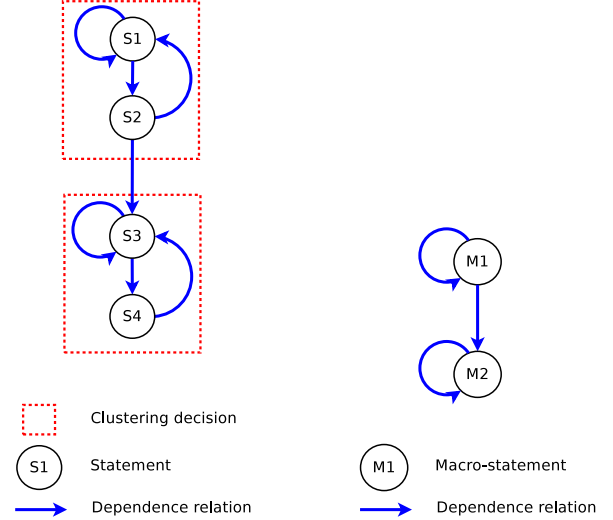 S1
S2
S3
S4
M1
M2
Clustering decision
S1 Statement
Dependence relation
M1 Macro-statement
Dependence relation